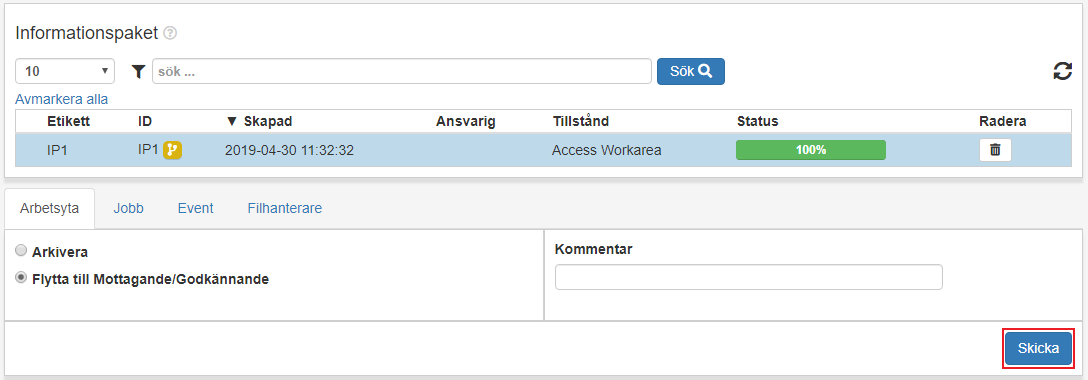 Informationspaket
10 sök ... Sök
Avmarkera alla
Etikett ID ▼ Skapad Ansvarig Tillstånd Status Radera
IP1 IP1 2019-04-30 11:32:32 Access Workarea 100%
Arbetsyta Jobb Event Filhanterare
Arkivera
Flytta till Mottagande/Godkännande
Kommentar
Skicka